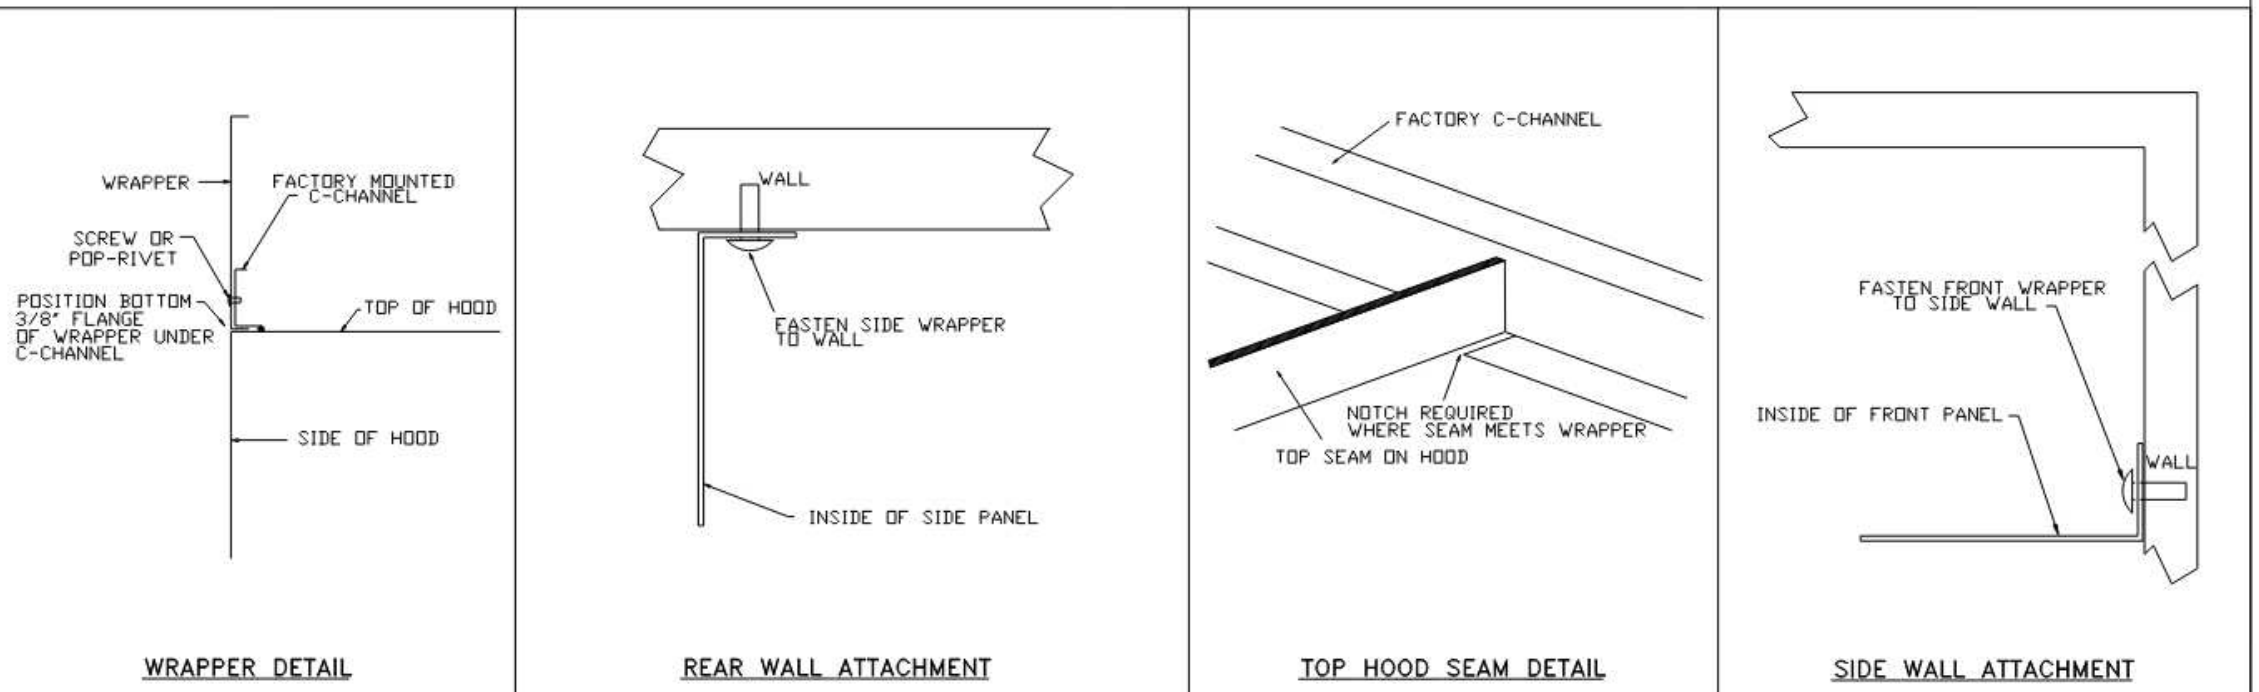 WRAPPER
FACTORY MOUNTED
C-CHANNEL
SCREW OR
POP-RIVET
POSITION BOTTOM
3/8" FLANGE
OF WRAPPER UNDER
C-CHANNEL
TOP OF HOOD
SIDE OF HOOD
WRAPPER DETAIL
WALL
FASTEN SIDE WRAPPER
TO WALL
INSIDE OF SIDE PANEL
REAR WALL ATTACHMENT
FACTORY C-CHANNEL
NOTCH REQUIRED
WHERE SEAM MEETS WRAPPER
TOP SEAM ON HOOD
TOP HOOD SEAM DETAIL
FASTEN FRONT WRAPPER
TO SIDE WALL
INSIDE OF FRONT PANEL
WALL
SIDE WALL ATTACHMENT